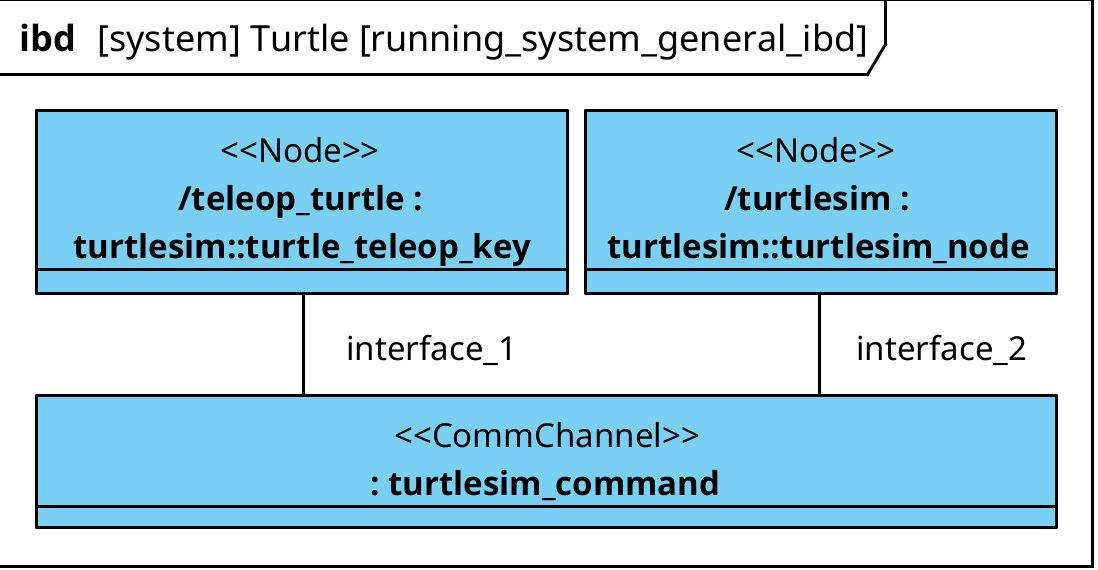 ibd [system] Turtle [running_system_general_ibd]
<<Node>>
/teleop_turtle :
turtlesim::turtle_teleop_key
<<Node>>
/turtlesim :
turtlesim::turtlesim_node
interface_1
interface_2
<<CommChannel>>
: turtlesim_command